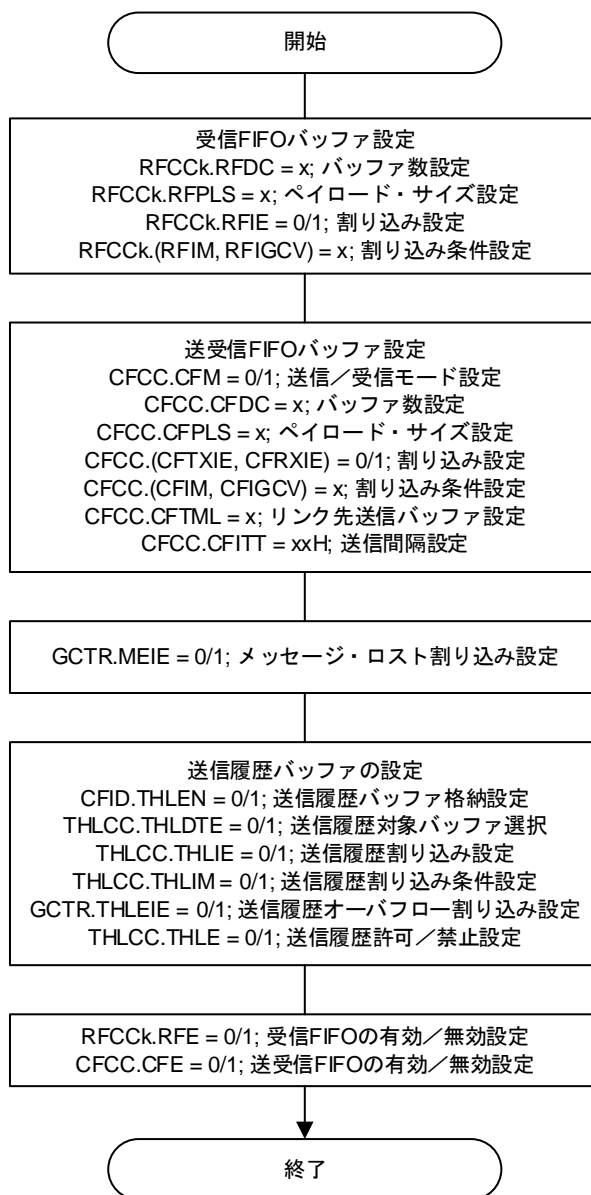 開始
受信FIFOバッファ設定
RFCCk.RFDC = x; バッファ数設定
RFCCk.RFPLS = x; ペイロード・サイズ設定
RFCCk.RFIE = 0/1; 割り込み設定
RFCCk.(RFIM, RFIGCV) = x; 割り込み条件設定
送受信FIFOバッファ設定
CFCC.CFM = 0/1; 送信／受信モード設定
CFCC.CFDC = x; バッファ数設定
CFCC.CFPLS = x; ペイロード・サイズ設定
CFCC.(CFTXIE, CFRXIE) = 0/1; 割り込み設定
CFCC.(CFIM, CFIGCV) = x; 割り込み条件設定
CFCC.CFTML = x; リンク先送信バッファ設定
CFCC.CFITT = xxH; 送信間隔設定
GCTR.MEIE = 0/1; メッセージ・ロスト割り込み設定
送信履歴バッファの設定
CFID.THLEN = 0/1; 送信履歴バッファ格納設定
THLCC.THLDTE = 0/1; 送信履歴対象バッファ選択
THLCC.THLIE = 0/1; 送信履歴割り込み設定
THLCC.THLIM = 0/1; 送信履歴割り込み条件設定
GCTR.THLEIE = 0/1; 送信履歴オーバフロー割り込み設定
THLCC.THLE = 0/1; 送信履歴許可／禁止設定
RFCCk.RFE = 0/1; 受信FIFOの有効／無効設定
CFCC.CFE = 0/1; 送受信FIFOの有効／無効設定
終了